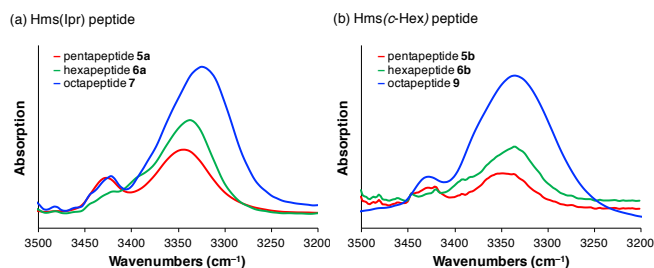 (a) Hms(Ipr) peptide
pentapeptide 5a
hexapeptide 6a
octapeptide 7
Absorption
3500 3450 3400 3350 3300 3250 3200
Wavenumbers (cm⁻¹)
(b) Hms(c-Hex) peptide
pentapeptide 5b
hexapeptide 6b
octapeptide 9
Absorption
3500 3450 3400 3350 3300 3250 3200
Wavenumbers (cm⁻¹)